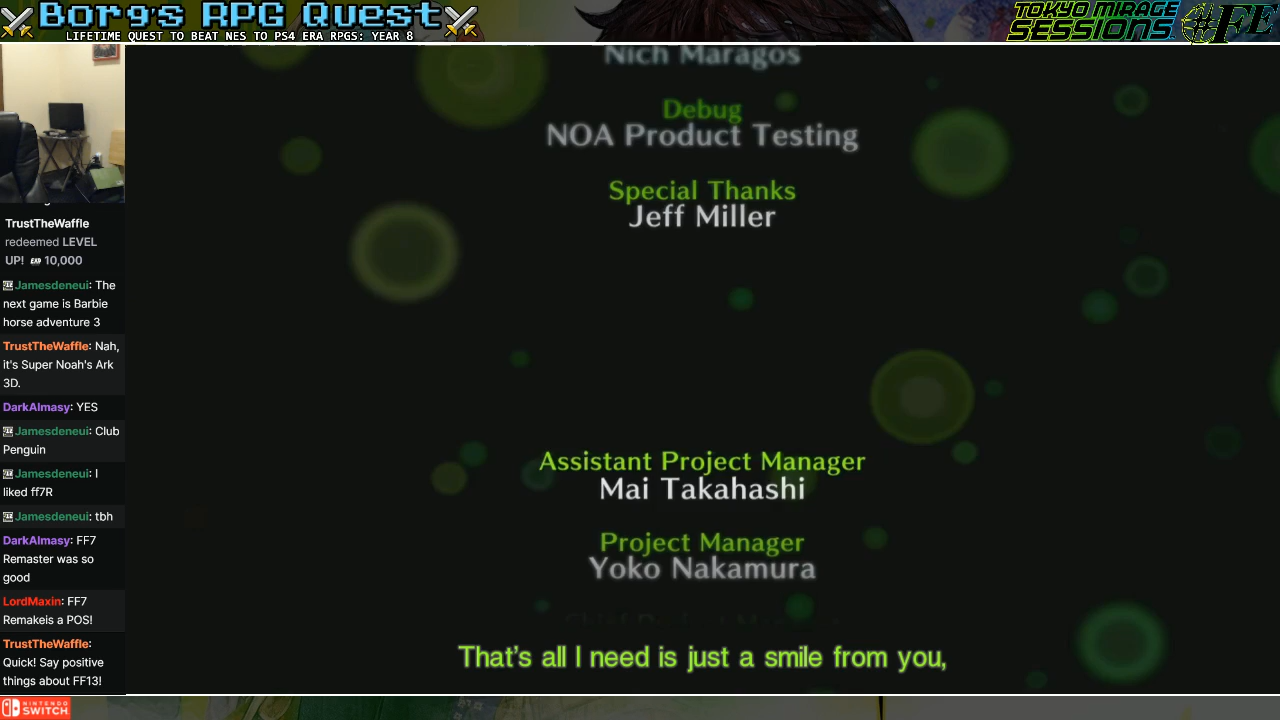 Borg's RPG Quest
LIFETIME QUEST TO BEAT NES TO PS4 ERA RPGS: YEAR 8
TOKYO MIRAGE
SESSIONS #FE
TrustTheWaffle
redeemed LEVEL
UP! EXP 10,000
Jamesdeneui: The
next game is Barbie
horse adventure 3
TrustTheWaffle: Nah,
it's Super Noah's Ark
3D.
DarkAlmasy: YES
Jamesdeneui: Club
Penguin
Jamesdeneui: I
liked ff7R
Jamesdeneui: tbh
DarkAlmasy: FF7
Remaster was so
good
LordMaxin: FF7
Remakeis a POS!
TrustTheWaffle:
Quick! Say positive
things about FF13!
NINTENDO
SWITCH
Nich Maragos
Debug
NOA Product Testing
Special Thanks
Jeff Miller
Assistant Project Manager
Mai Takahashi
Project Manager
Yoko Nakamura
That's all I need is just a smile from you,